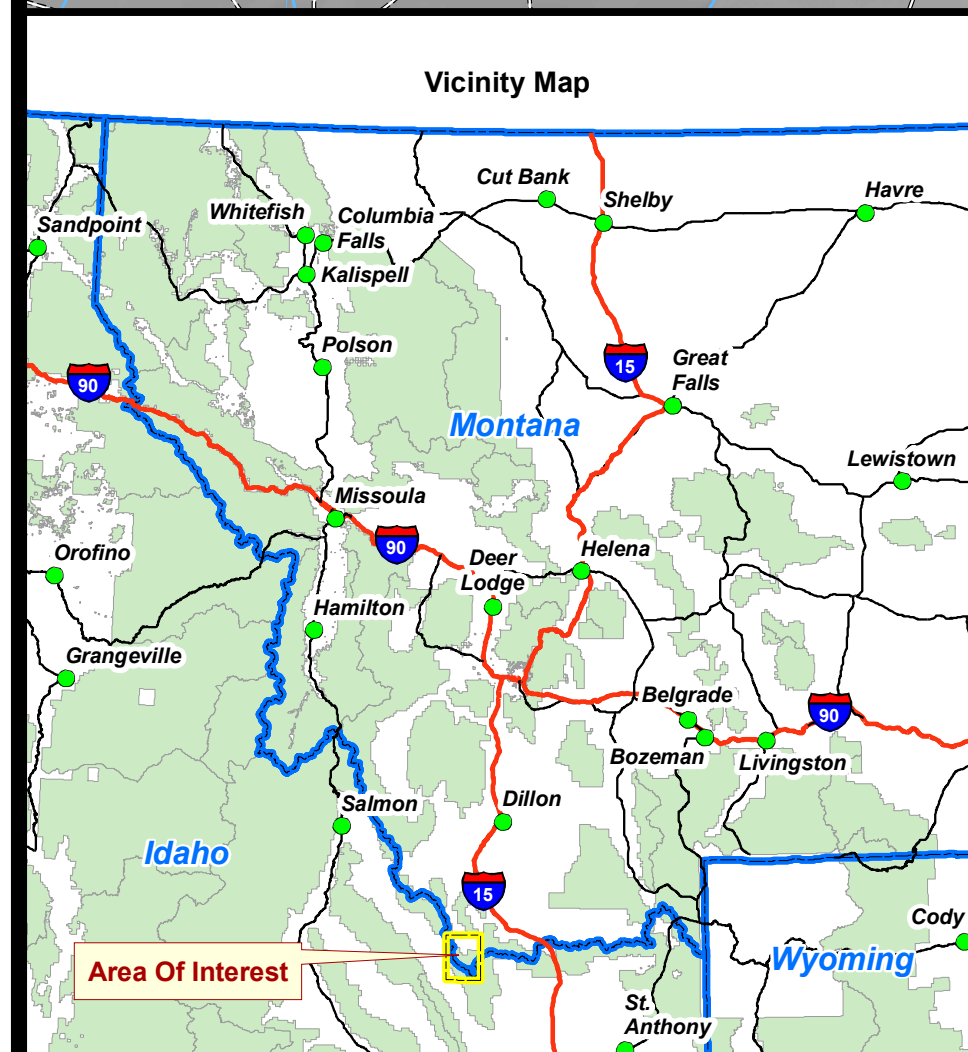 Vicinity Map
Cut Bank
Shelby
Havre
Whitefish
Columbia
Falls
Sandpoint
Kalispell
Polson
15
Great
Falls
90
Montana
Lewistown
Missoula
90
Deer
Lodge
Helena
Orofino
Hamilton
Grangeville
Belgrade
90
Bozeman
Livingston
Salmon
Dillon
Idaho
15
Cody
Area Of Interest
Wyoming
St.
Anthony